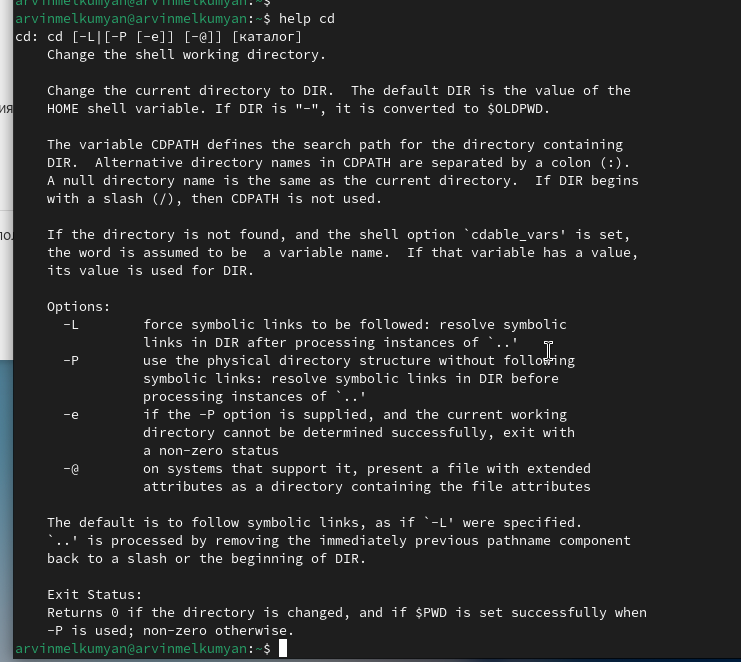 arvinmelkumyan@arvinmelkumyan:~$
arvinmelkumyan@arvinmelkumyan:~$ help cd
cd: cd [-L|[-P [-e]] [-@]] [каталог]
Change the shell working directory.
Change the current directory to DIR.  The default DIR is the value of the
HOME shell variable. If DIR is "-", it is converted to $OLDPWD.
The variable CDPATH defines the search path for the directory containing
DIR.  Alternative directory names in CDPATH are separated by a colon (:).
A null directory name is the same as the current directory.  If DIR begins
with a slash (/), then CDPATH is not used.
If the directory is not found, and the shell option `cdable_vars' is set,
the word is assumed to be  a variable name.  If that variable has a value,
its value is used for DIR.
Options:
-L        force symbolic links to be followed: resolve symbolic
links in DIR after processing instances of `..'
-P        use the physical directory structure without following
symbolic links: resolve symbolic links in DIR before
processing instances of `..'
-e        if the -P option is supplied, and the current working
directory cannot be determined successfully, exit with
a non-zero status
-@        on systems that support it, present a file with extended
attributes as a directory containing the file attributes
The default is to follow symbolic links, as if `-L' were specified.
`..' is processed by removing the immediately previous pathname component
back to a slash or the beginning of DIR.
Exit Status:
Returns 0 if the directory is changed, and if $PWD is set successfully when
-P is used; non-zero otherwise.
arvinmelkumyan@arvinmelkumyan:~$